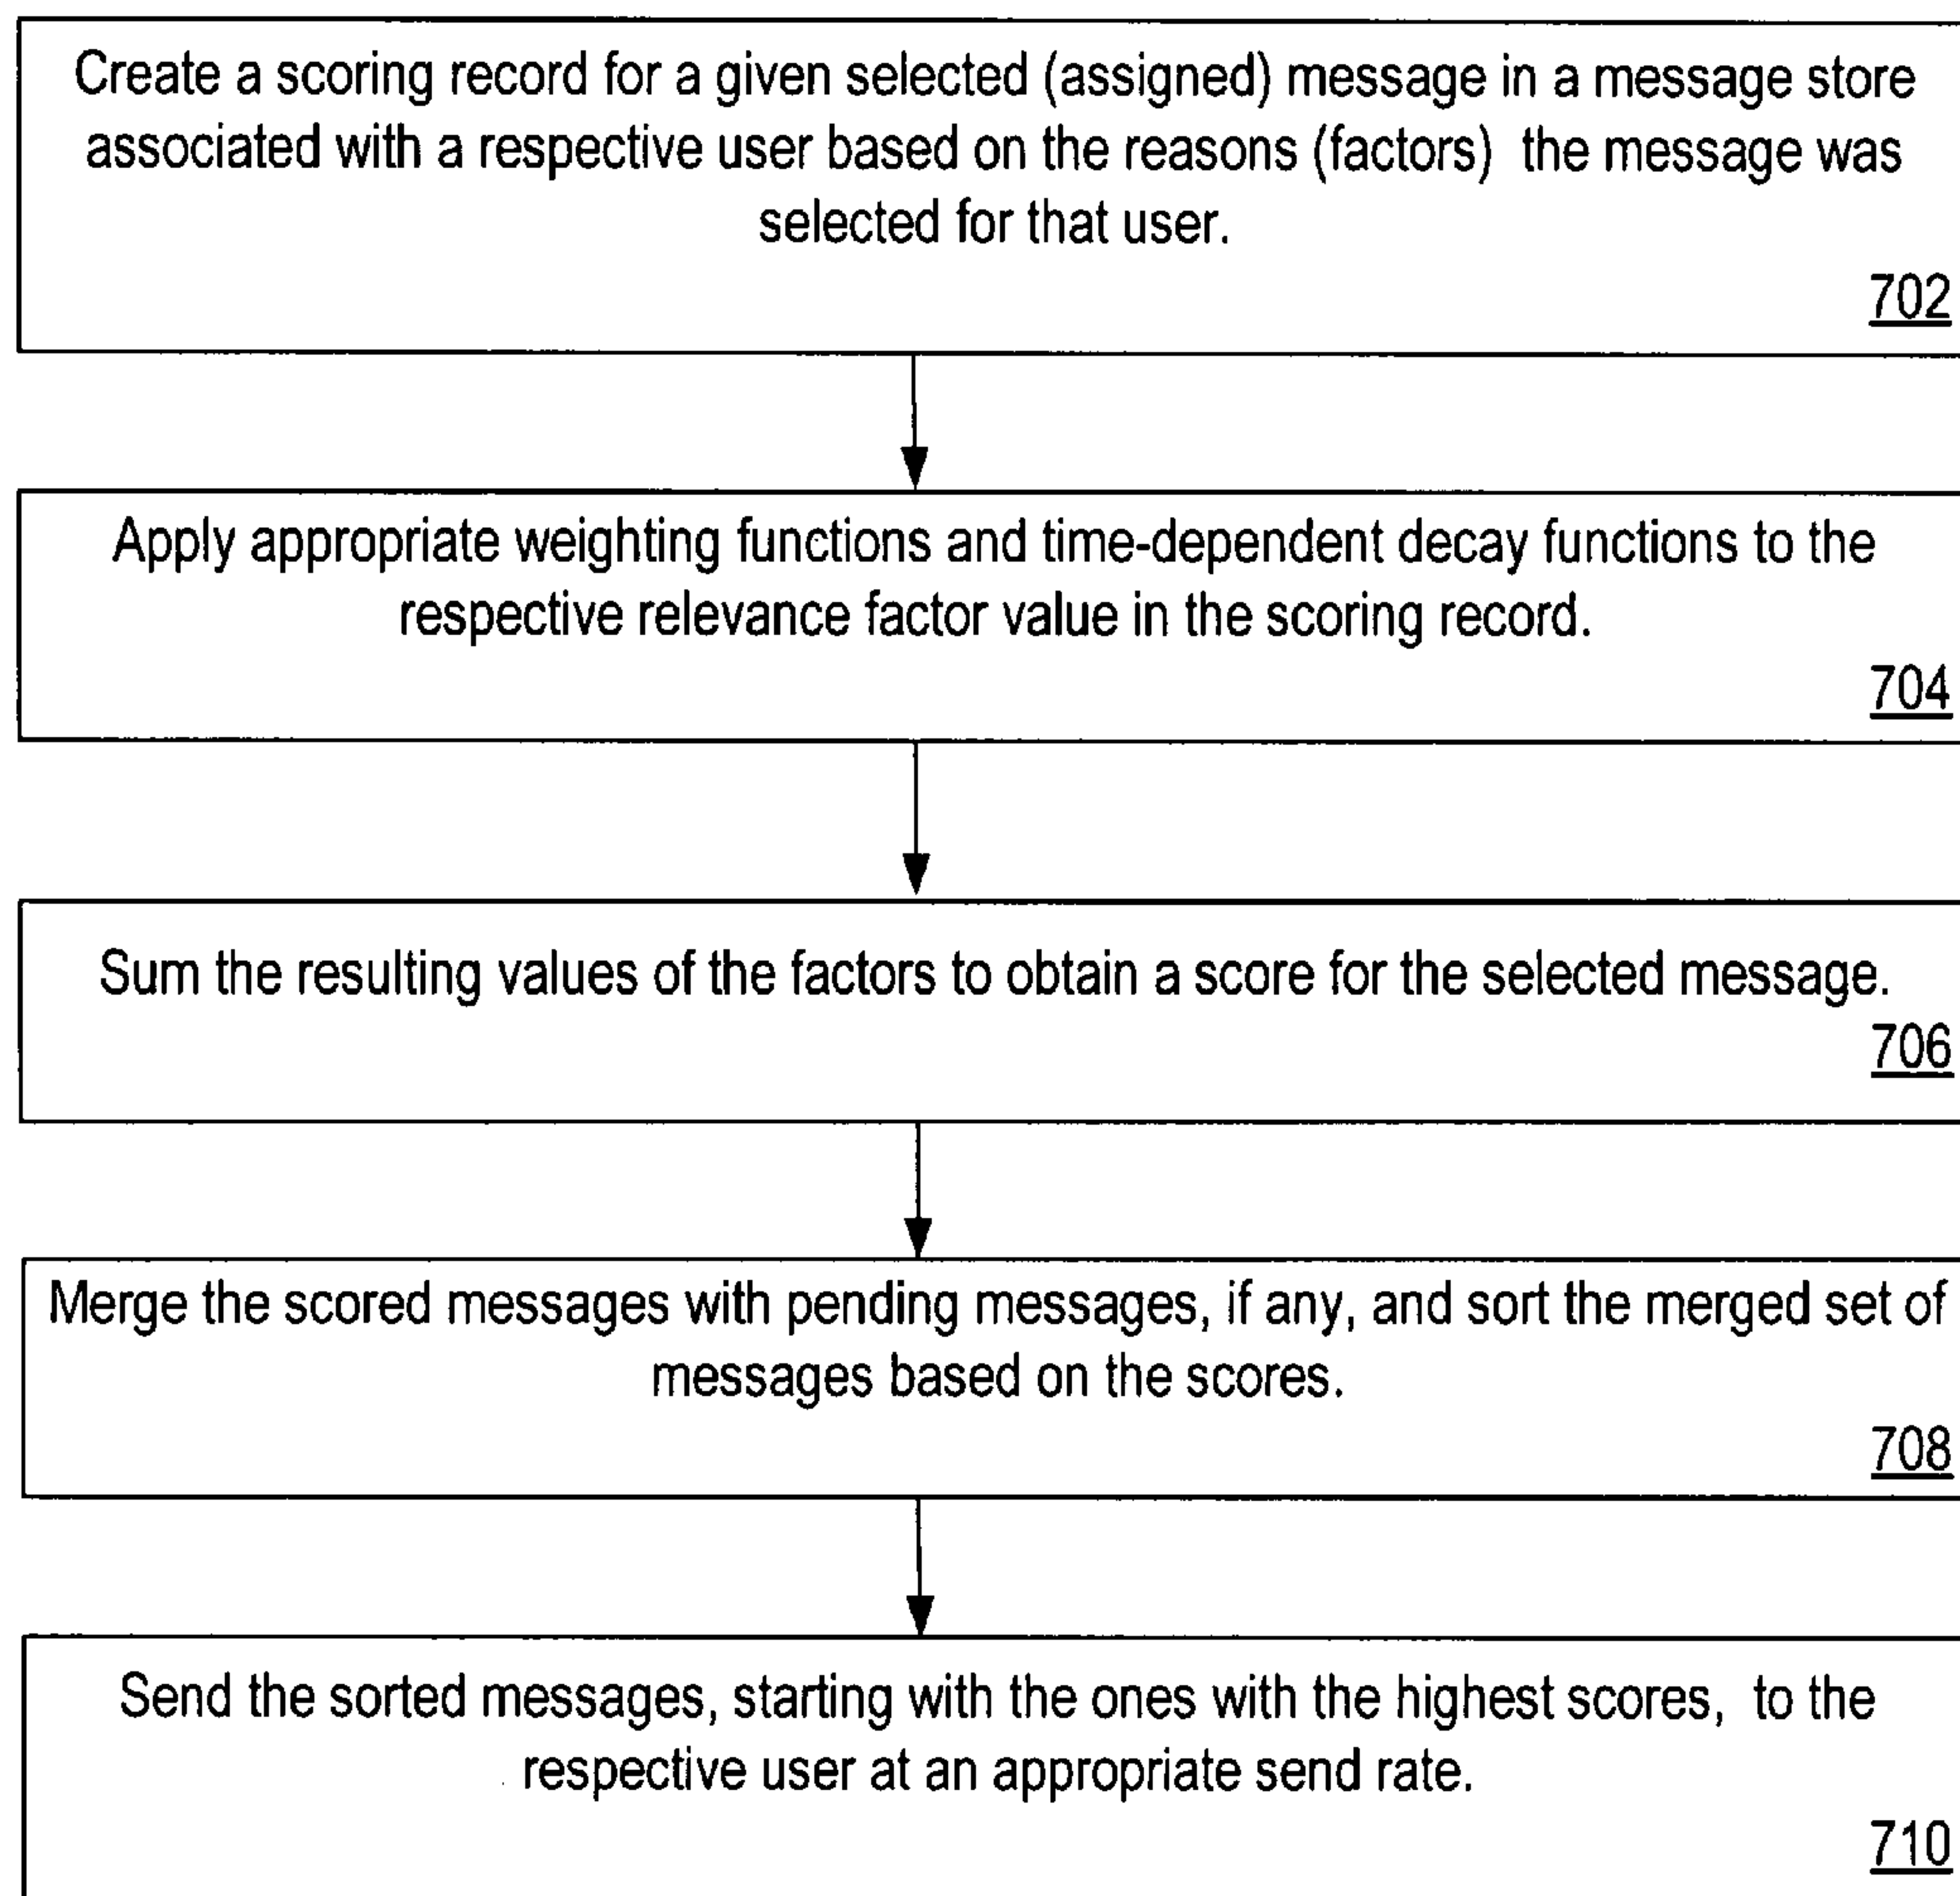 Create a scoring record for a given selected (assigned) message in a message store
associated with a respective user based on the reasons (factors) the message was
selected for that user.
702
Apply appropriate weighting functions and time-dependent decay functions to the
respective relevance factor value in the scoring record.
704
Sum the resulting values of the factors to obtain a score for the selected message.
706
Merge the scored messages with pending messages, if any, and sort the merged set of
messages based on the scores.
708
Send the sorted messages, starting with the ones with the highest scores, to the
respective user at an appropriate send rate.
710